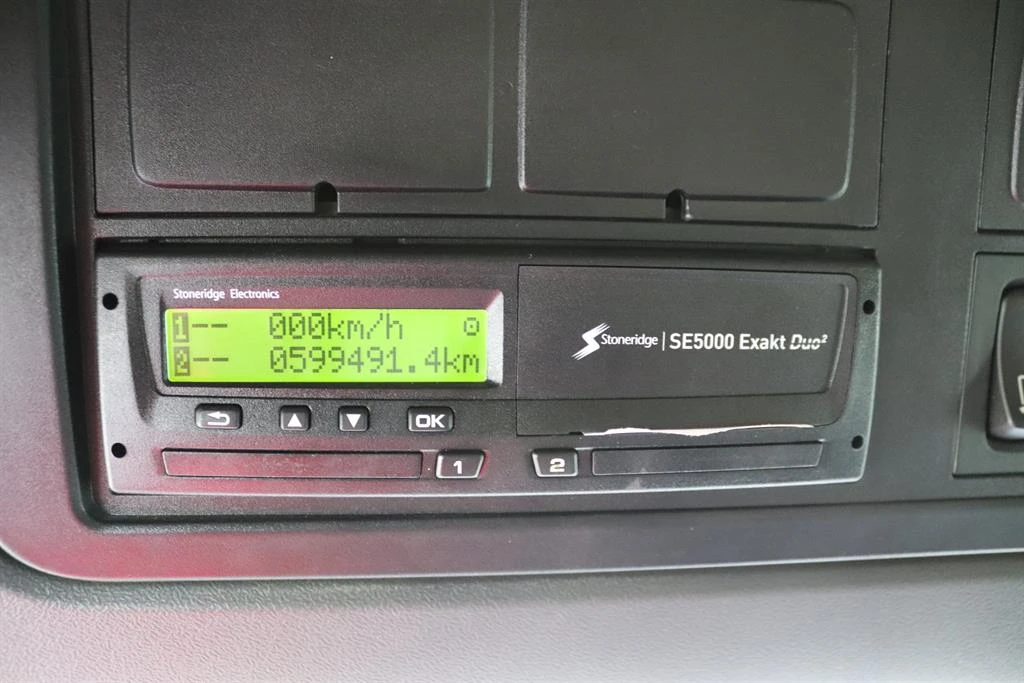 Stoneridge Electronics
1-- 000km/h
2-- 0599491.4km
Stoneridge | SE5000 Exakt Duo²
OK
1
2